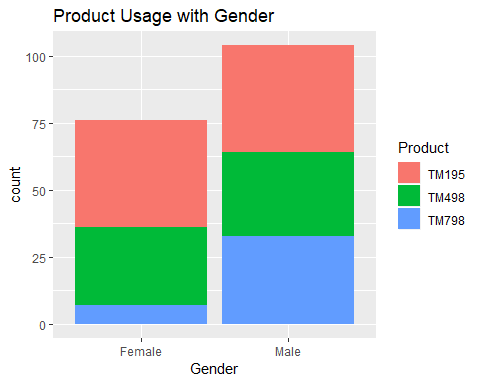 Product Usage with Gender
count
100
75
50
25
0
Female
Male
Gender
Product
TM195
TM498
TM798